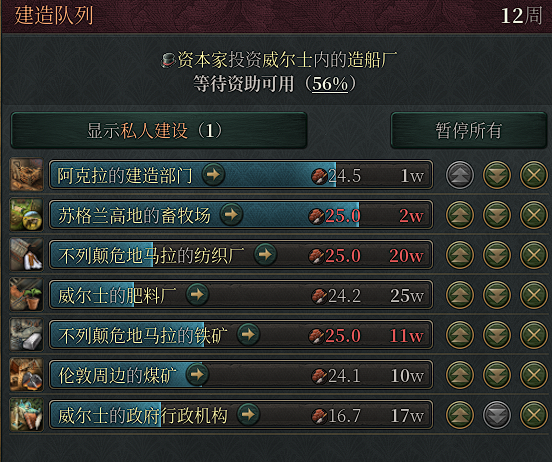 建造队列 12周
资本家投资威尔士内的造船厂
等待资助可用（56%）
显示私人建设（1） 暂停所有
阿克拉的建造部门 24.5 1w
苏格兰高地的畜牧场 25.0 2w
不列颠危地马拉的纺织厂 25.0 20w
威尔士的肥料厂 24.2 25w
不列颠危地马拉的铁矿 25.0 11w
伦敦周边的煤矿 24.1 10w
威尔士的政府行政机构 16.7 17w